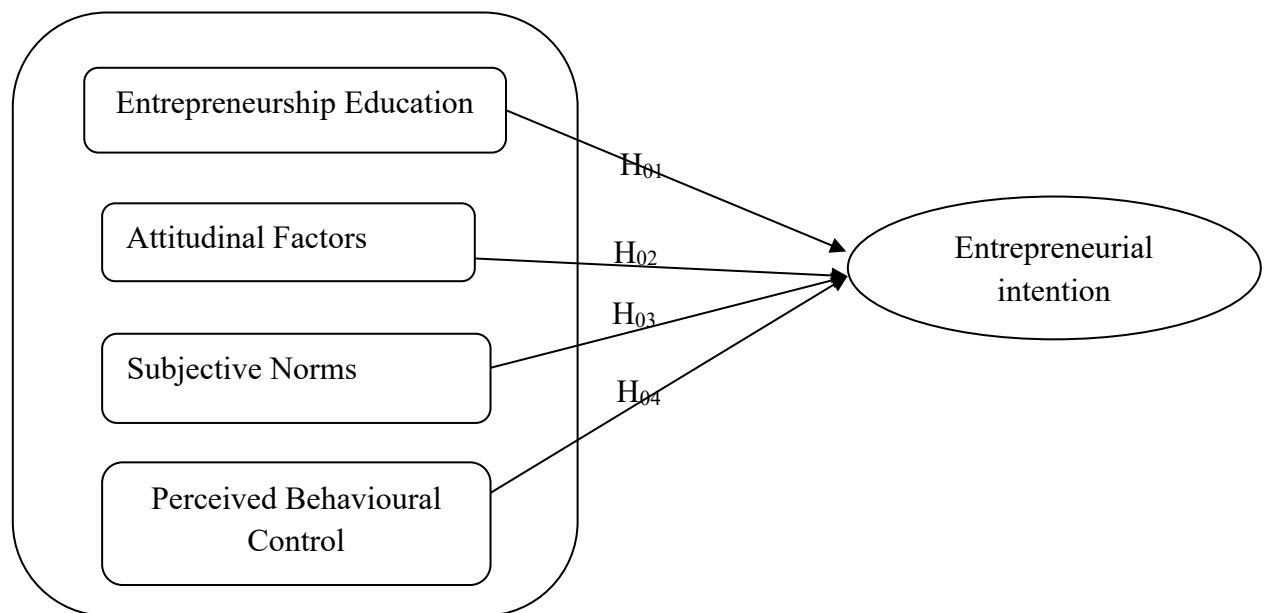 Entrepreneurship Education
H₀₁
Attitudinal Factors
H₀₂
Entrepreneurial
intention
H₀₃
Subjective Norms
H₀₄
Perceived Behavioural
Control